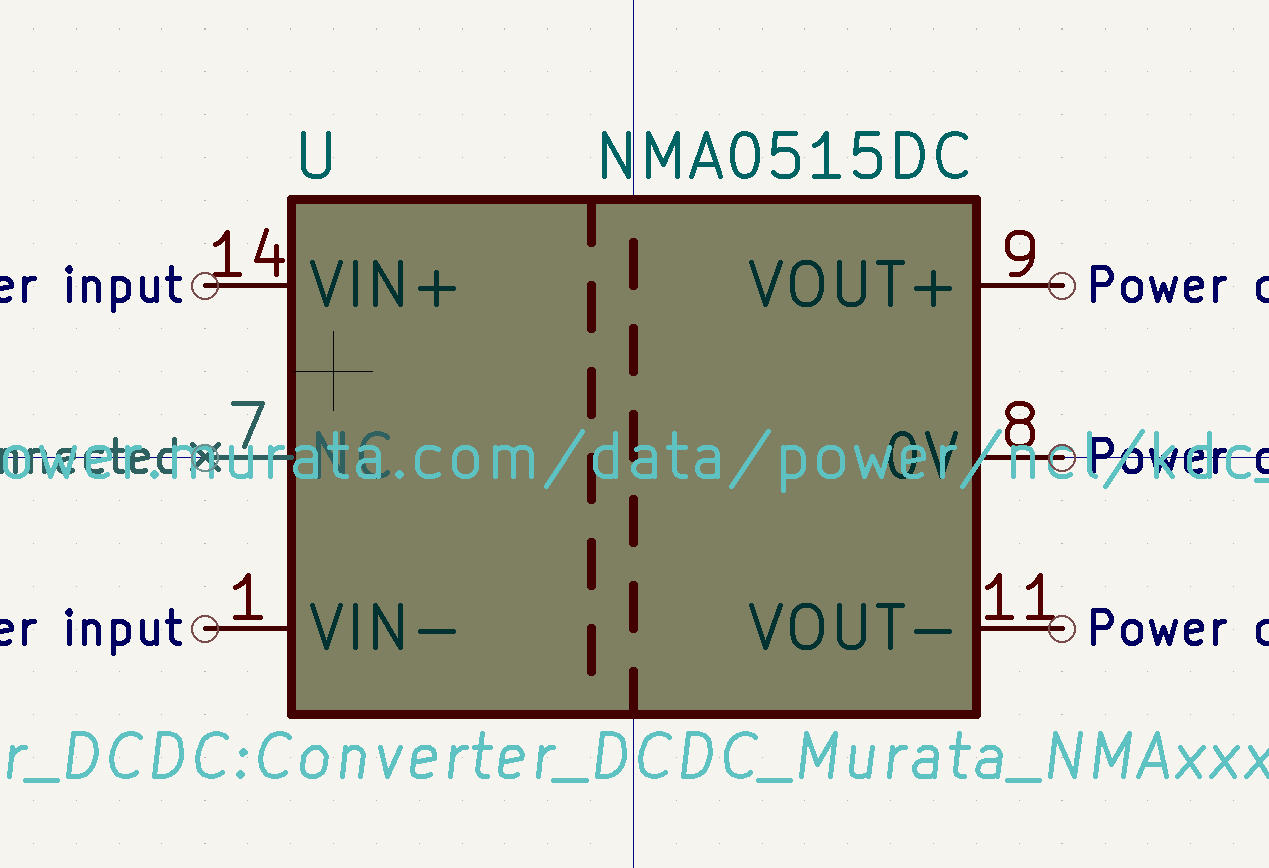 U NMA0515DC
14 9
er input VIN+ VOUT+ Power
7 8
NC 0V Power
ower.murata.com/data/power/ncl/kdc_
1 11
er input VIN- VOUT- Power
r_DCDC:Converter_DCDC_Murata_NMAxxx